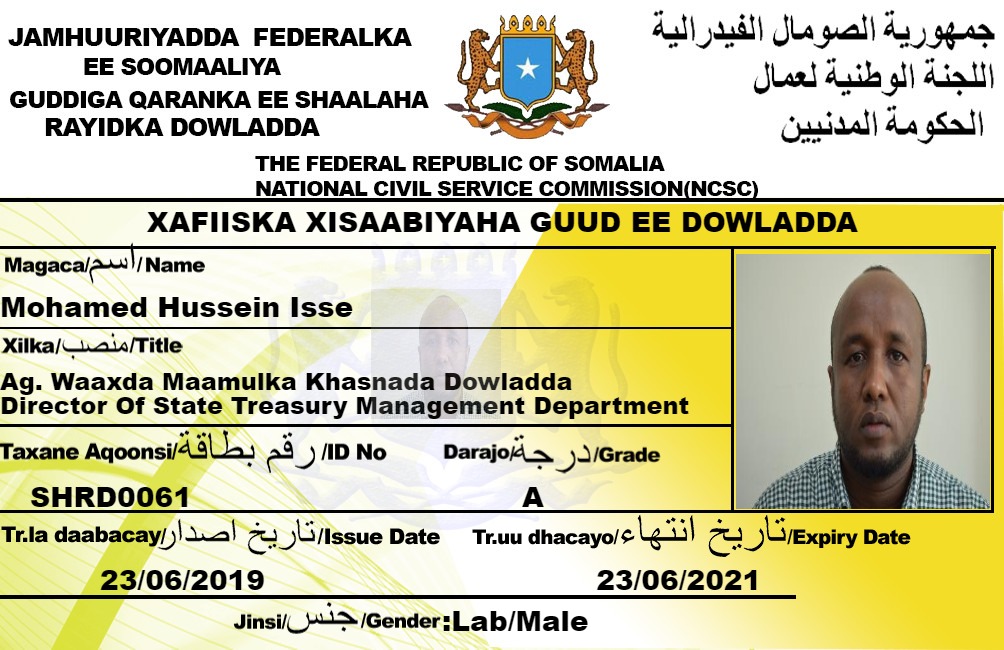 JAMHUURIYADDA FEDERALKA
EE SOOMAALIYA
GUDDIGA QARANKA EE SHAALAHA
RAYIDKA DOWLADDA
جمهورية الصومال الفيدرالية
اللجنة الوطنية لعمال
الحكومة المدنيين
THE FEDERAL REPUBLIC OF SOMALIA
NATIONAL CIVIL SERVICE COMMISSION(NCSC)
XAFIISKA XISAABIYAHA GUUD EE DOWLADDA
Magaca/اسم/Name
Mohamed Hussein Isse
Xilka/منصب/Title
Ag. Waaxda Maamulka Khasnada Dowladda
Director Of State Treasury Management Department
Taxane Aqoonsi/رقم بطاقة/ID No
Darajo/درجة/Grade
SHRD0061
A
Tr.la daabacay/تاريخ اصدار/Issue Date
Tr.uu dhacayo/تاريخ انتهاء/Expiry Date
23/06/2019
23/06/2021
Jinsi/جنس/Gender:Lab/Male